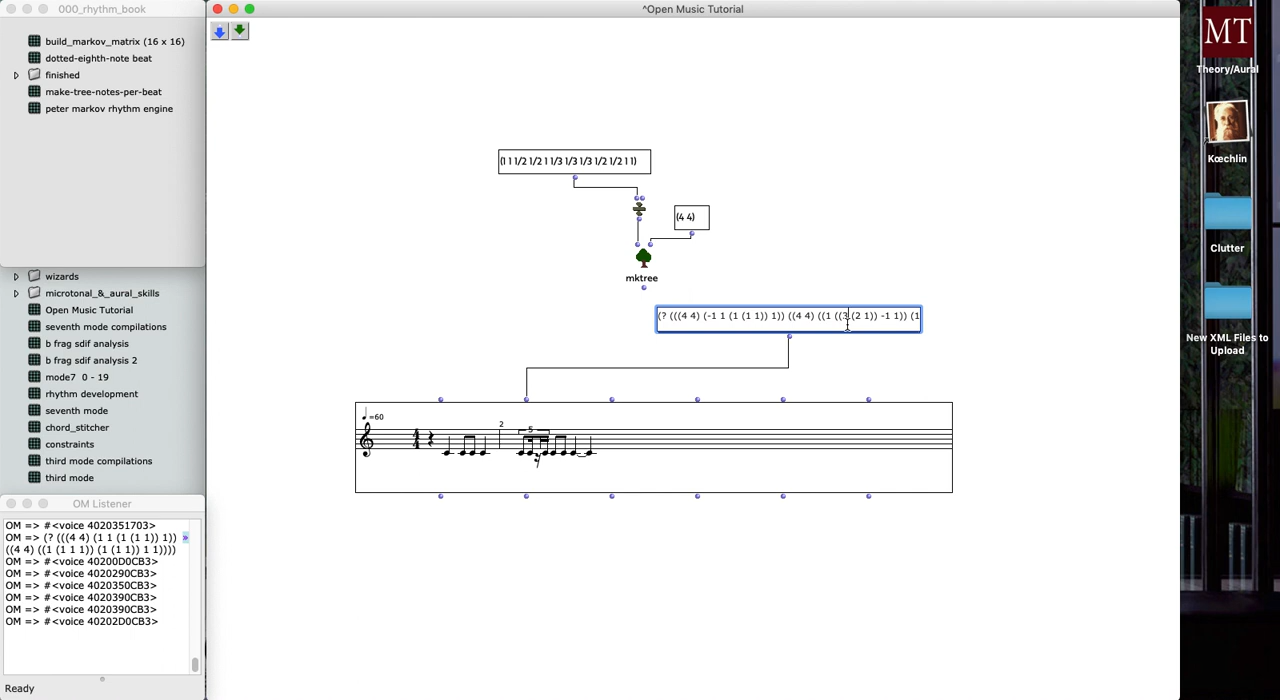 000_rhythm_book
build_markov_matrix (16 x 16)
dotted-eighth-note beat
finished
make-tree-notes-per-beat
peter markov rhythm engine
wizards
microtonal_&_aural_skills
Open Music Tutorial
seventh mode compilations
b frag sdif analysis
b frag sdif analysis 2
mode7 0 - 19
rhythm development
seventh mode
chord_stitcher
constraints
third mode compilations
third mode
OM Listener
OM => #<voice 4020351703>
OM => (? (((4 4) (1 1 (1 (1 1)) 1)) »
((4 4) ((1 (1 1 1)) (1 (1 1)) 1 1))))
OM => #<voice 40200D0CB3>
OM => #<voice 4020290CB3>
OM => #<voice 4020350CB3>
OM => #<voice 4020390CB3>
OM => #<voice 4020390CB3>
OM => #<voice 40202D0CB3>
Ready
^Open Music Tutorial
(1 1 1/2 1/2 1 1/3 1/3 1/3 1/2 1/2 1 1)
(4 4)
mktree
(? (((4 4) (-1 1 (1 (1 1)) 1)) ((4 4) ((1 ((3 (2 1)) -1 1)) (1
=60
4
4
2
5
MT
Theory/Aural
Kœchlin
Clutter
New XML Files to
Upload